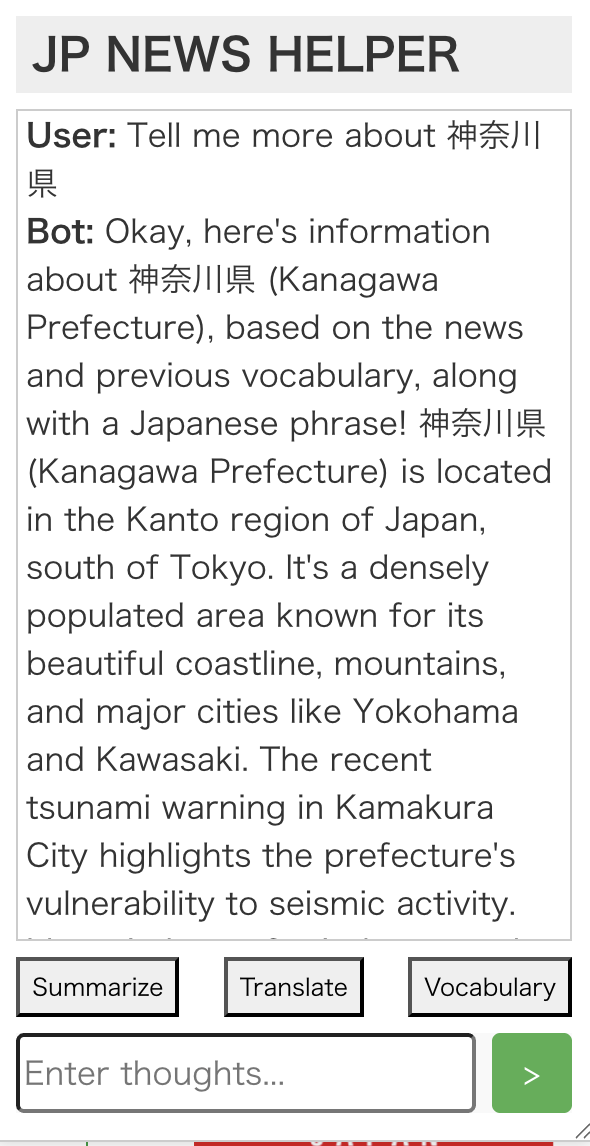 JP NEWS HELPER
User: Tell me more about 神奈川
県
Bot: Okay, here's information
about 神奈川県 (Kanagawa
Prefecture), based on the news
and previous vocabulary, along
with a Japanese phrase! 神奈川県
(Kanagawa Prefecture) is located
in the Kanto region of Japan,
south of Tokyo. It's a densely
populated area known for its
beautiful coastline, mountains,
and major cities like Yokohama
and Kawasaki. The recent
tsunami warning in Kamakura
City highlights the prefecture's
vulnerability to seismic activity.
Summarize Translate Vocabulary
Enter thoughts... >